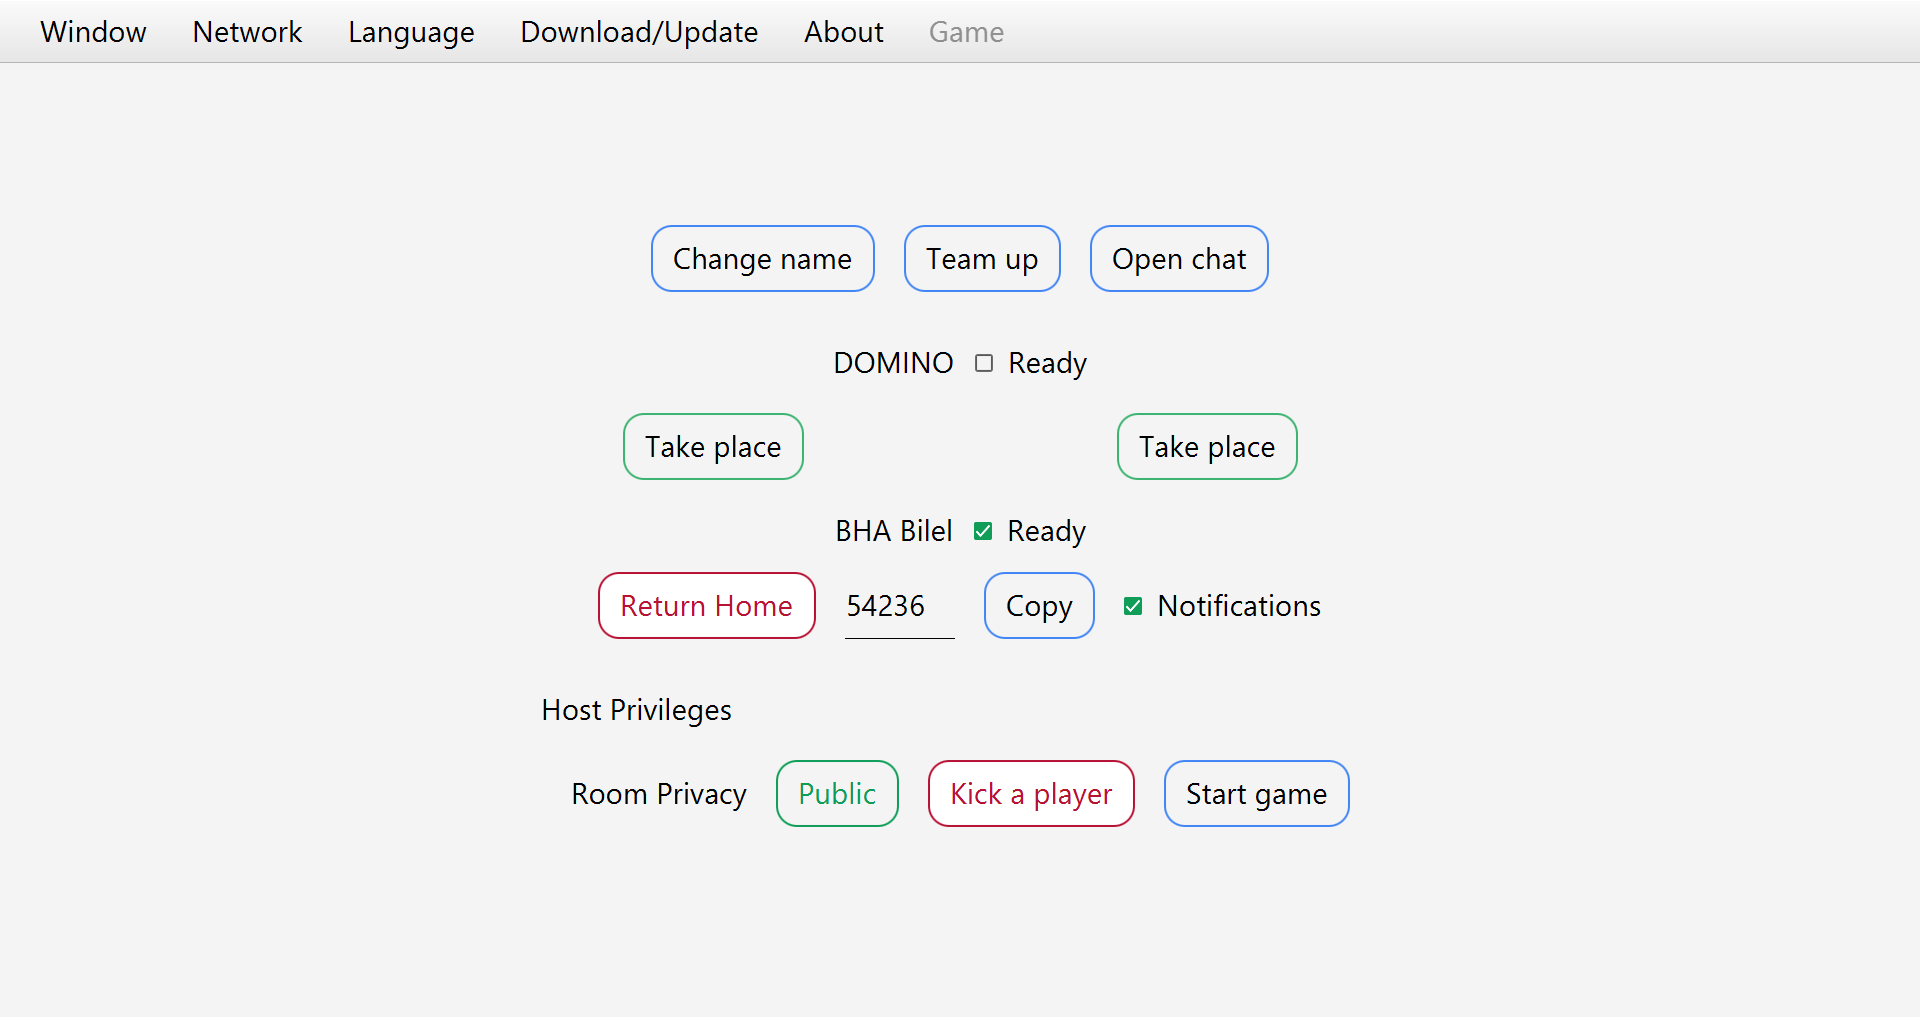 Window Network Language Download/Update About Game
Change name Team up Open chat
DOMINO Ready
Take place Take place
BHA Bilel Ready
Return Home 54236 Copy Notifications
Host Privileges
Room Privacy Public Kick a player Start game